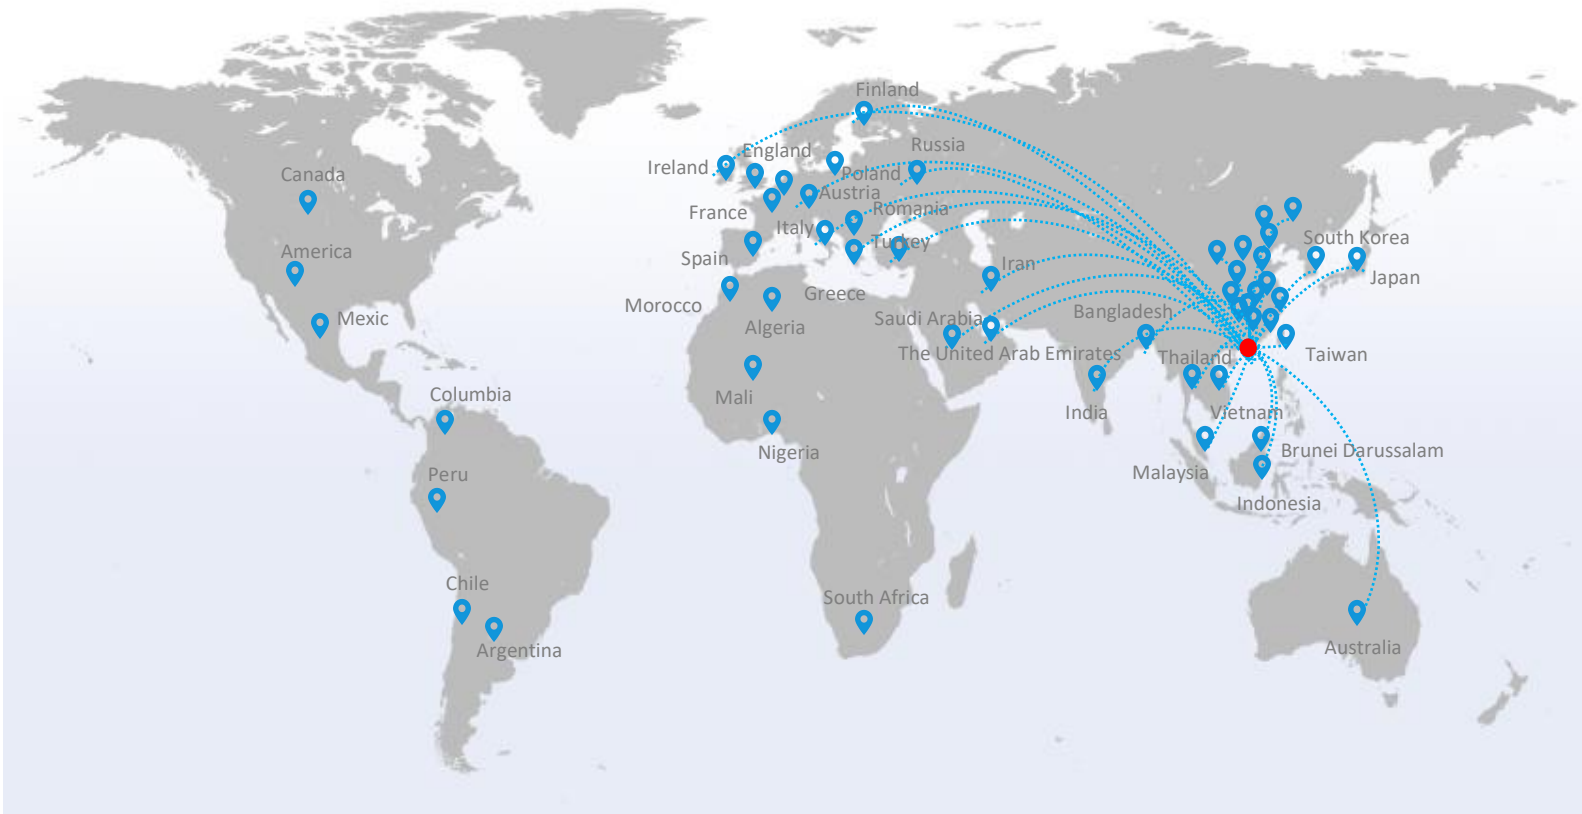 Finland
Russia
England
Ireland
Poland
Canada
Austria
France
Romania
Italy
South Korea
America
Turkey
Spain
Iran
Japan
Greece
Morocco
Algeria
Saudi Arabia
Bangladesh
Mexic
The United Arab Emirates
Thailand
Taiwan
Columbia
Mali
India
Vietnam
Nigeria
Brunei Darussalam
Peru
Malaysia
Indonesia
Chile
South Africa
Argentina
Australia